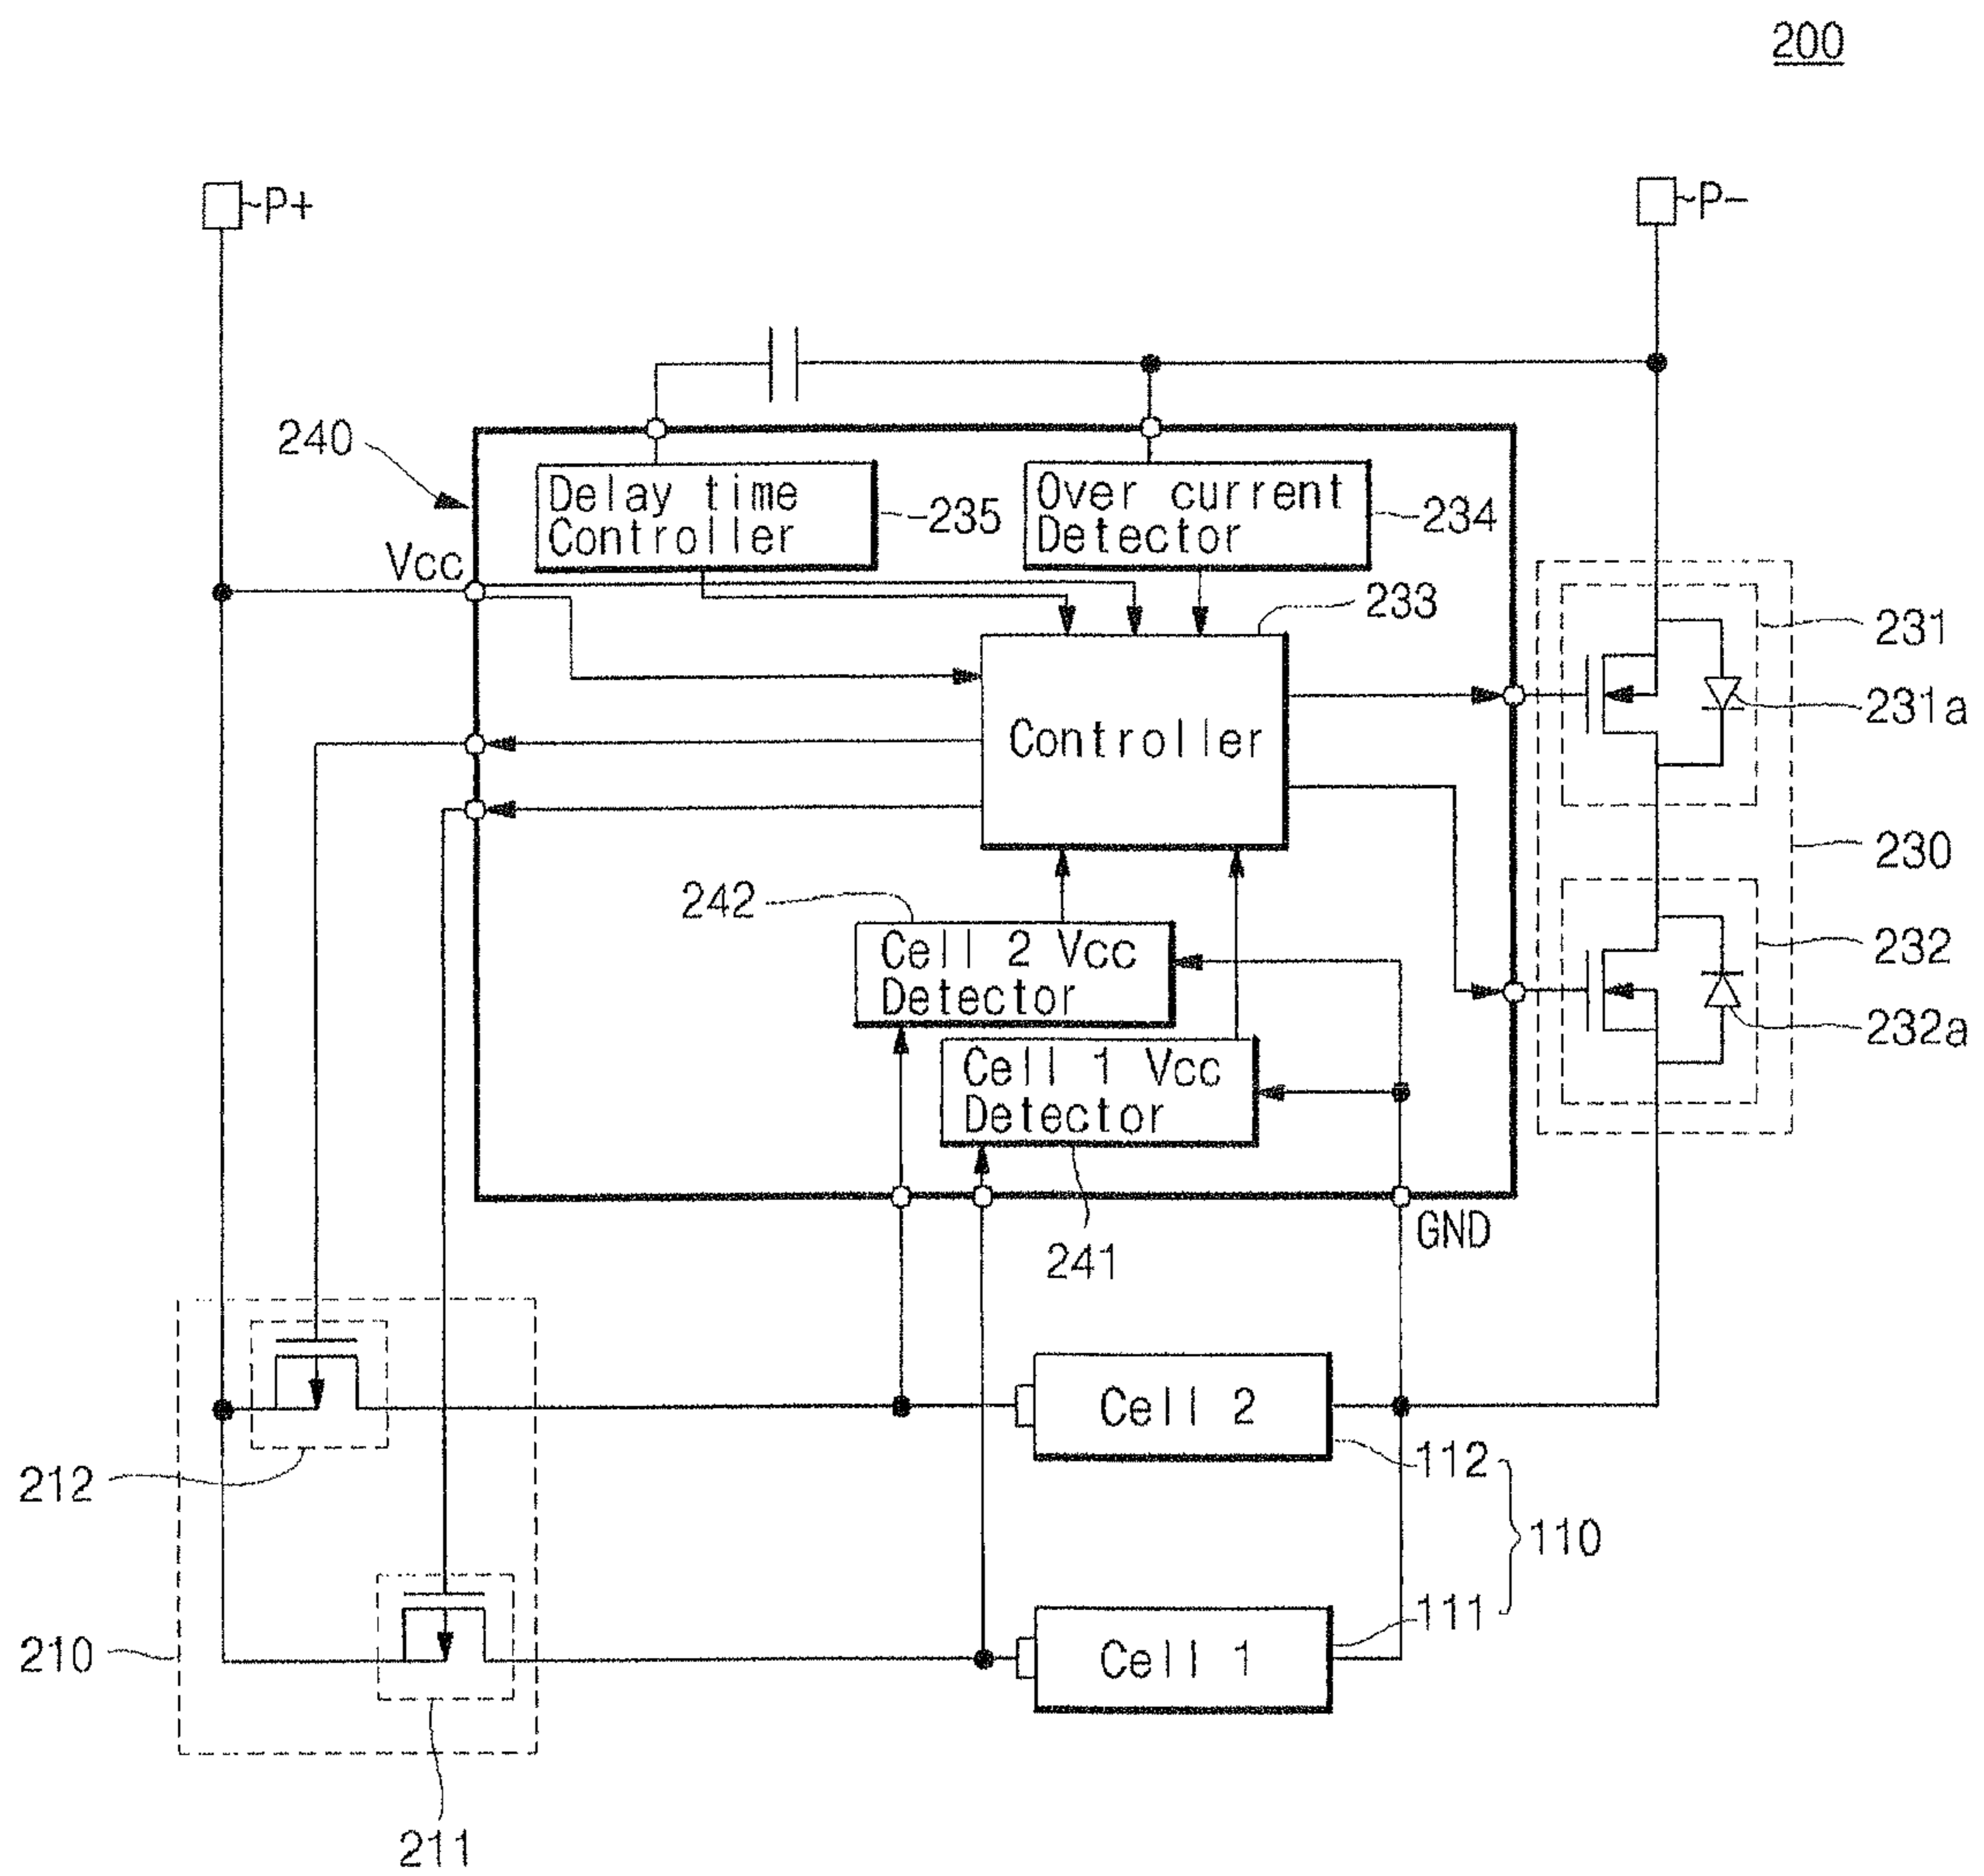 200
P+
P-
240
Delay time
Controller
235
Over current
Detector
234
Vcc
233
231
231a
Controller
230
242
Cell 2 Vcc
Detector
232
232a
Cell 1 Vcc
Detector
241
GND
Cell 2
112
212
110
Cell 1
111
210
211